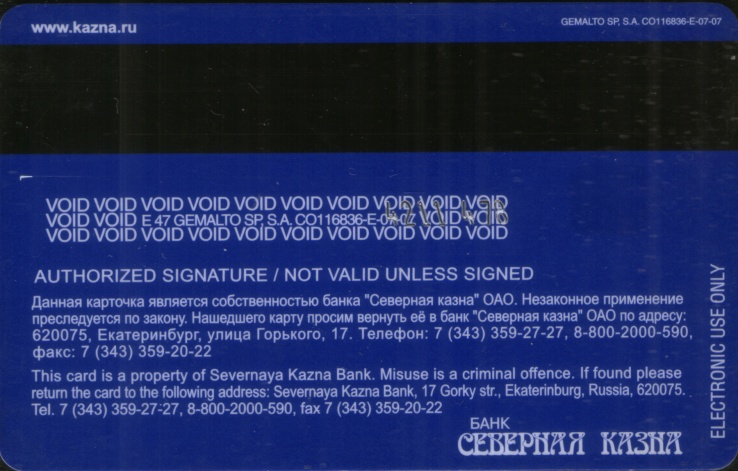 www.kazna.ru
GEMALTO SP, S.A. CO116836-E-07-07
VOID VOID VOID VOID VOID VOID VOID VOID VOID VOID
VOID VOID E 47 GEMALTO SP, S.A. CO116836-E-07 4211 478 VOID
VOID VOID VOID VOID VOID VOID VOID VOID VOID VOID
AUTHORIZED SIGNATURE / NOT VALID UNLESS SIGNED
Данная карточка является собственностью банка "Северная казна" ОАО. Незаконное применение
преследуется по закону. Нашедшего карту просим вернуть её в банк "Северная казна" ОАО по адресу:
620075, Екатеринбург, улица Горького, 17. Телефон: 7 (343) 359-27-27, 8-800-2000-590,
факс: 7 (343) 359-20-22
This card is a property of Severnaya Kazna Bank. Misuse is a criminal offence. If found please
return the card to the following address: Severnaya Kazna Bank, 17 Gorky str., Ekaterinburg, Russia, 620075.
Tel. 7 (343) 359-27-27, 8-800-2000-590, fax 7 (343) 359-20-22
БАНК
СЕВЕРНАЯ КАЗНА
ELECTRONIC USE ONLY